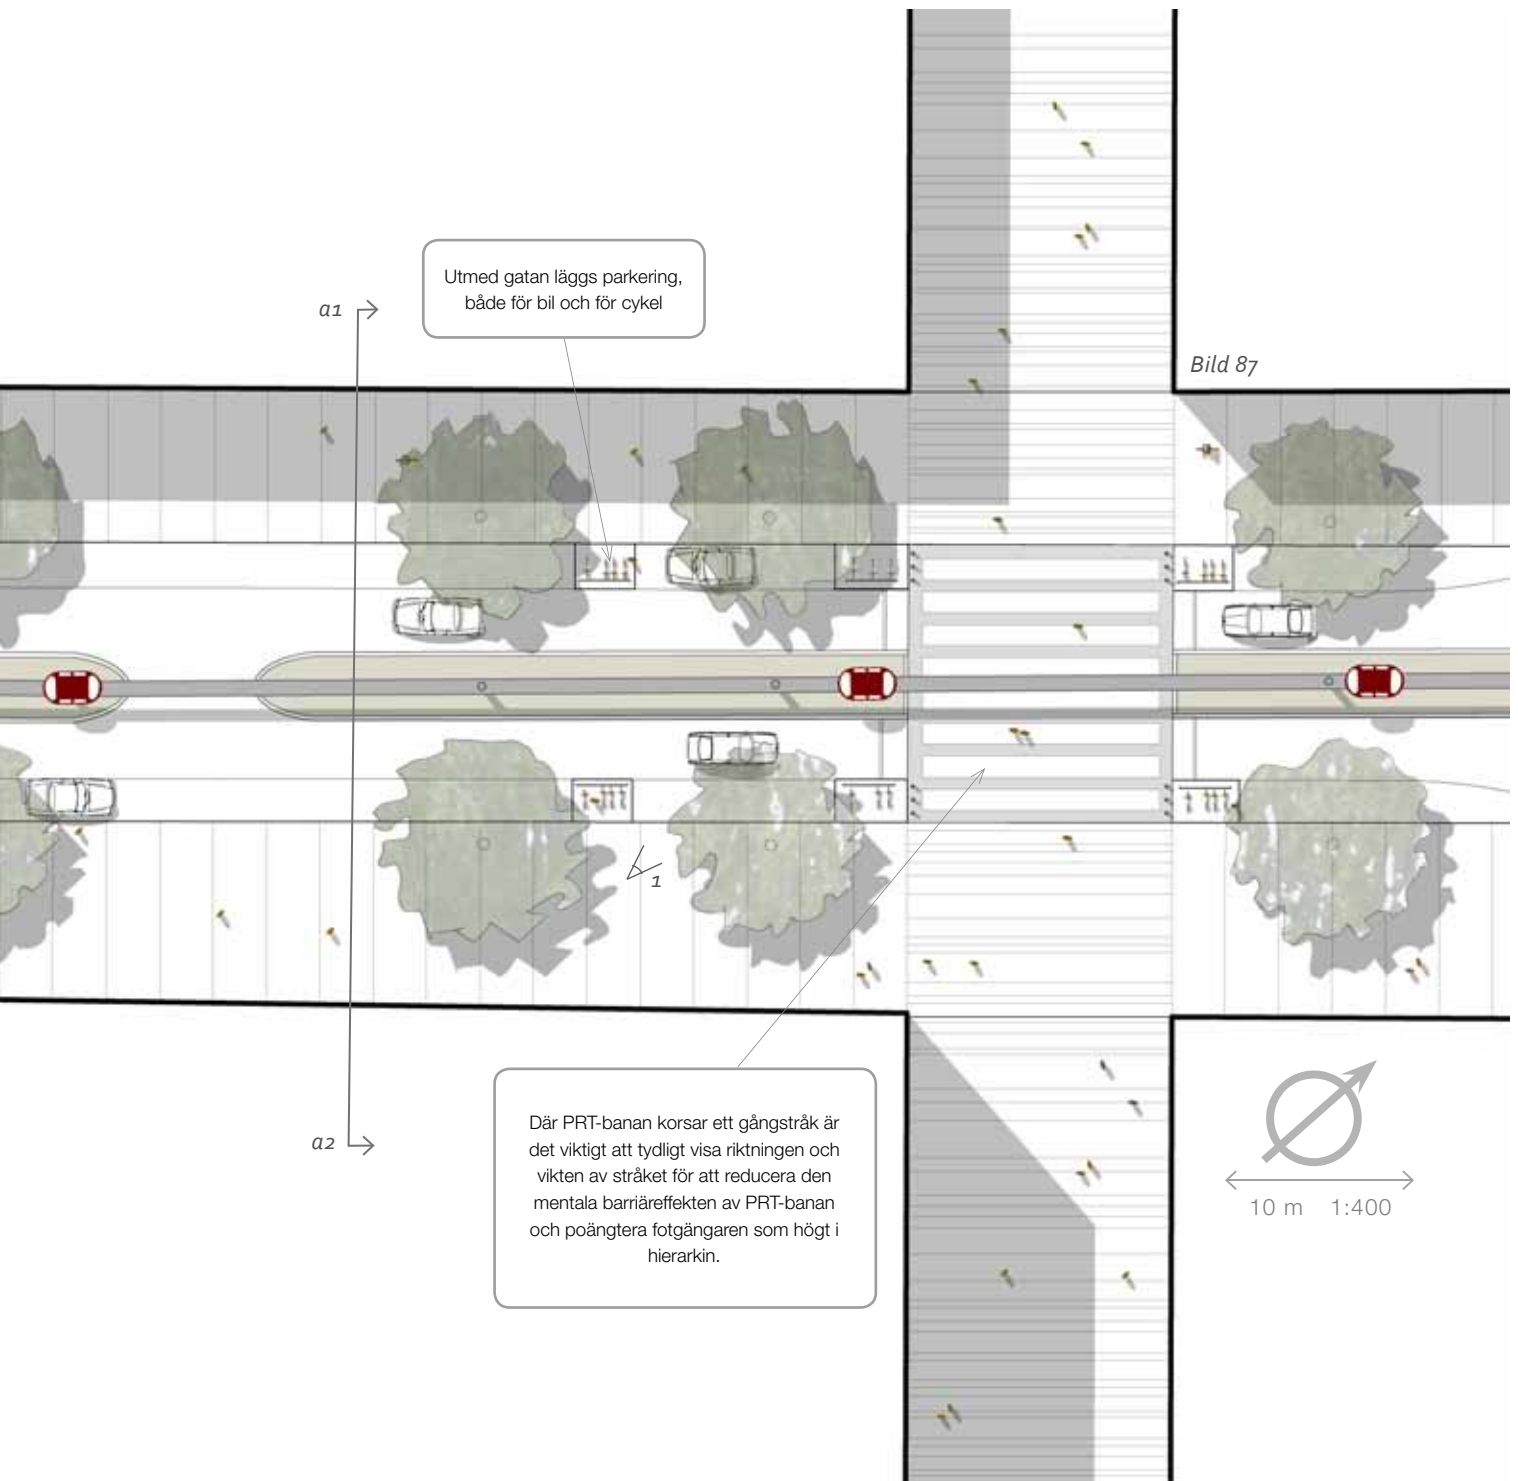 Utmed gatan läggs parkering,
både för bil och för cykel
a1
Bild 87
1
a2
Där PRT-banan korsar ett gångstråk är
det viktigt att tydligt visa riktningen och
vikten av stråket för att reducera den
mentala barriäreffekten av PRT-banan
och poängtera fotgängaren som högt i
hierarkin.
10 m 1:400